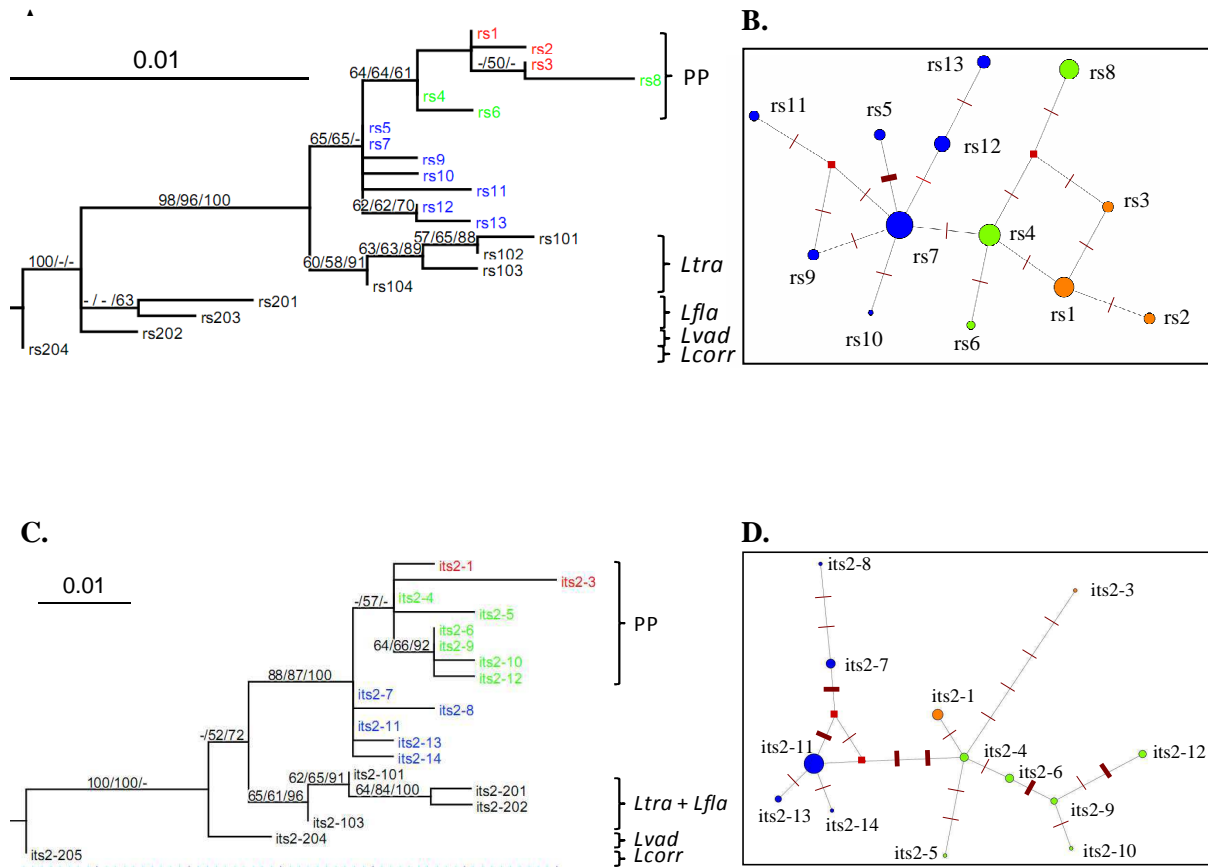 0.01
rs1
rs2
rs3
-/50/-
rs8
64/64/61
rs4
rs6
PP
65/65/-
rs5
rs7
rs9
rs10
rs11
62/62/70
rs12
rs13
98/96/100
57/65/88
rs101
63/63/89
rs102
60/58/91
rs103
rs104
Ltra
100/-/-
- / - /63
rs201
rs203
rs202
rs204
Lfla
Lvad
Lcorr
B.
rs13
rs8
rs11
rs5
rs12
rs3
rs9
rs7
rs4
rs1
rs2
rs10
rs6
C.
0.01
its2-1
its2-3
-/57/-
its2-4
its2-5
its2-6
64/66/92
its2-9
its2-10
its2-12
PP
88/87/100
its2-7
its2-8
its2-11
its2-13
its2-14
-/52/72
62/65/91
its2-101
64/84/100
its2-201
its2-202
65/61/96
its2-103
100/100/-
its2-204
its2-205
Ltra + Lfla
Lvad
Lcorr
D.
its2-8
its2-3
its2-7
its2-1
its2-11
its2-4
its2-12
its2-6
its2-9
its2-13
its2-14
its2-5
its2-10